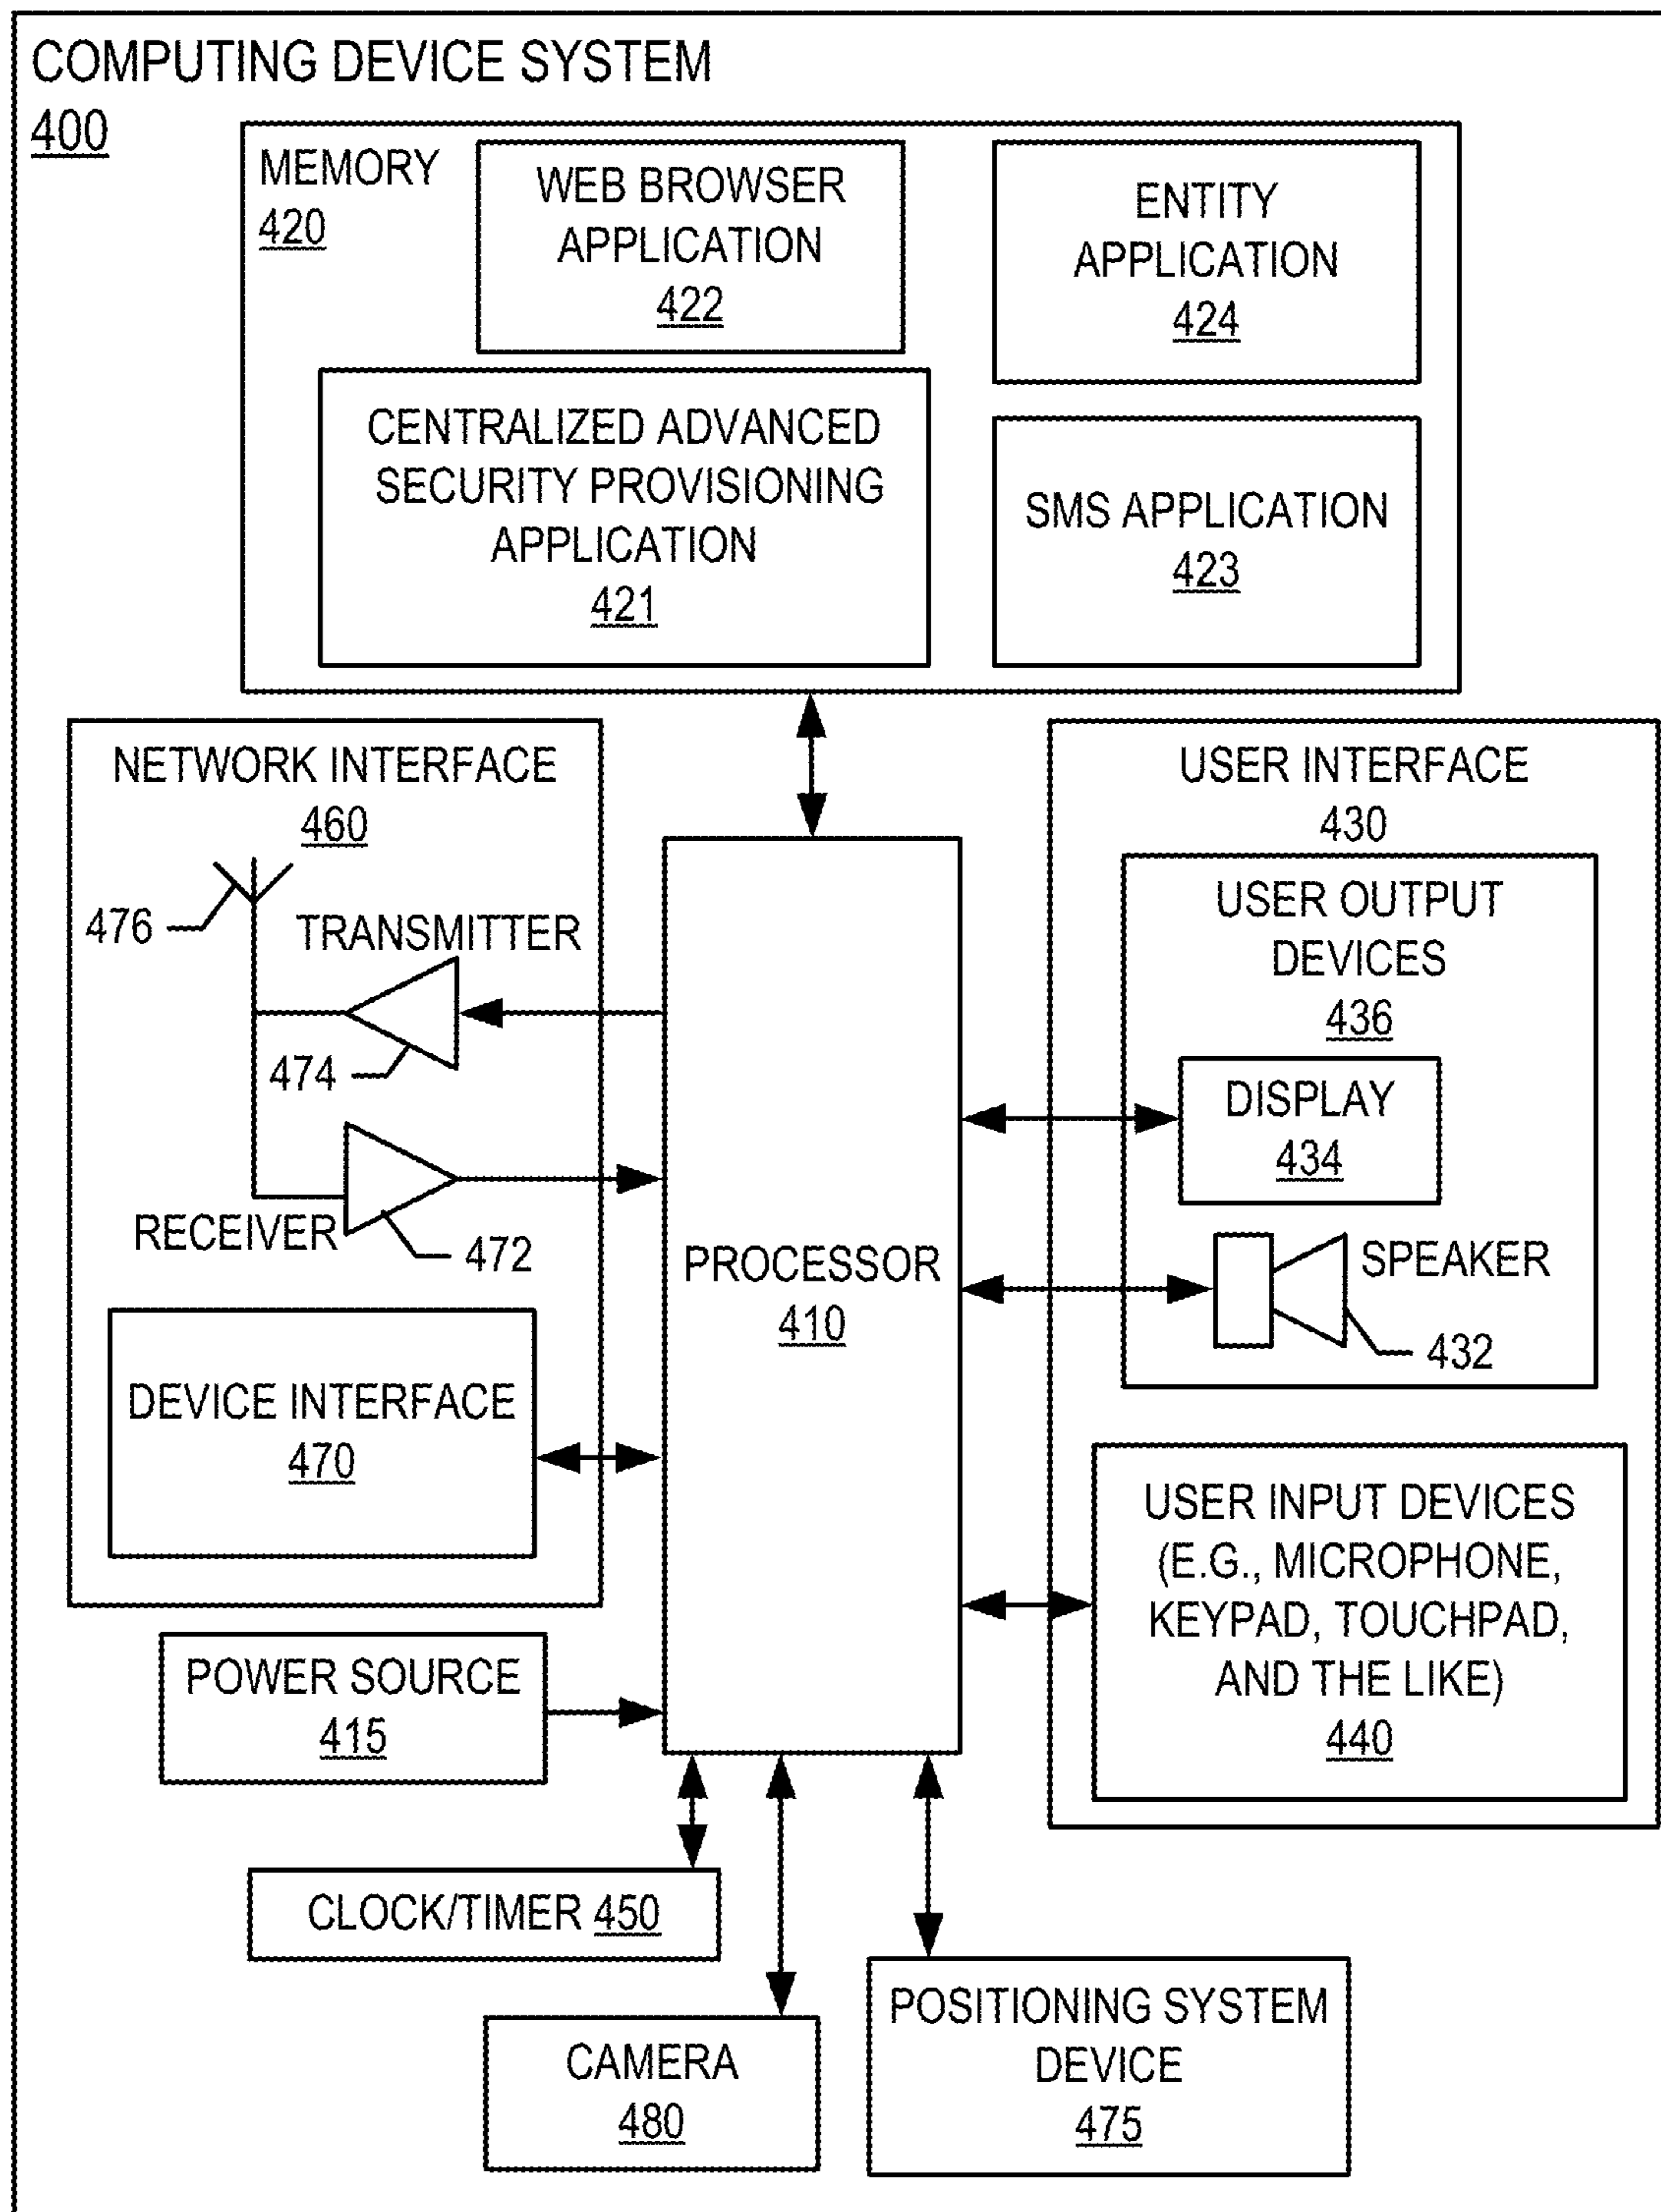 COMPUTING DEVICE SYSTEM
400
MEMORY
420
WEB BROWSER
APPLICATION
422
ENTITY
APPLICATION
424
CENTRALIZED ADVANCED
SECURITY PROVISIONING
APPLICATION
421
SMS APPLICATION
423
NETWORK INTERFACE
460
476
TRANSMITTER
474
RECEIVER
472
DEVICE INTERFACE
470
PROCESSOR
410
USER INTERFACE
430
USER OUTPUT
DEVICES
436
DISPLAY
434
SPEAKER
432
USER INPUT DEVICES
(E.G., MICROPHONE,
KEYPAD, TOUCHPAD,
AND THE LIKE)
440
POWER SOURCE
415
CLOCK/TIMER 450
CAMERA
480
POSITIONING SYSTEM
DEVICE
475